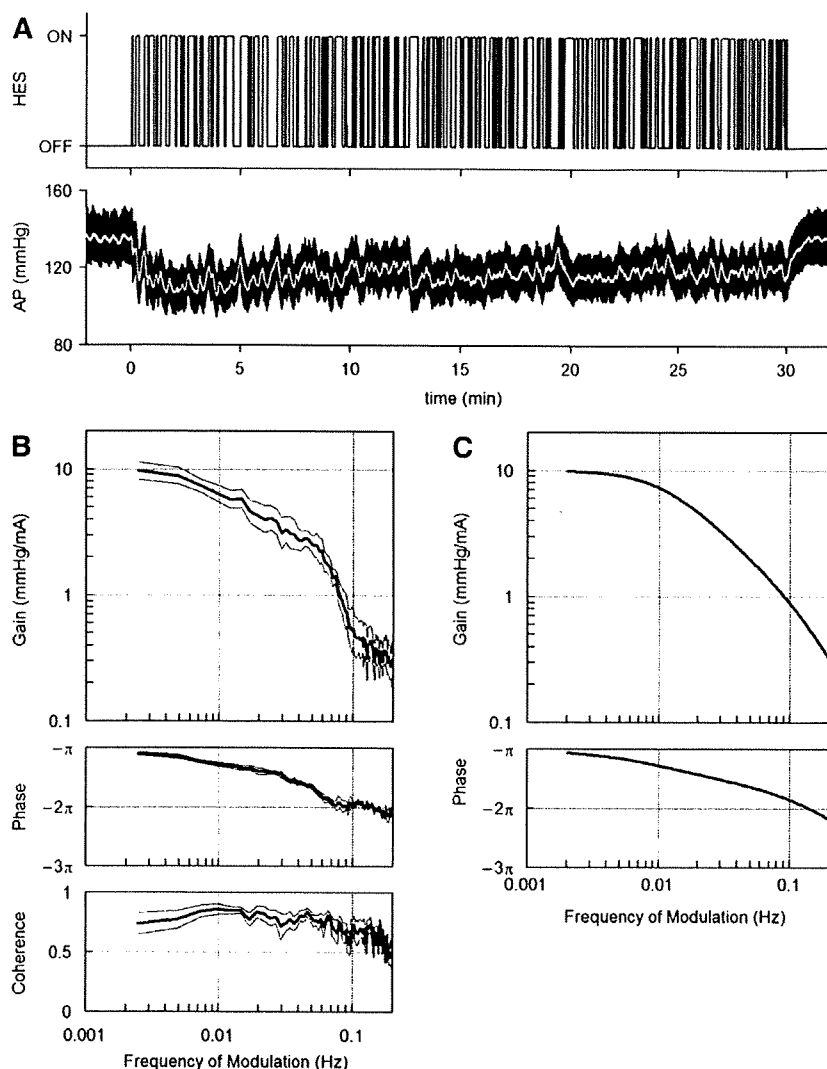 A
ON
HES
OFF
160
AP (mmHg)
120
80
0 5 10 15 20 25 30
time (min)
B
10
Gain (mmHg/mA)
1
0.1
−π
Phase
−2π
−3π
1
Coherence
0.5
0
0.001 0.01 0.1
Frequency of Modulation (Hz)
C
10
Gain (mmHg/mA)
1
0.1
−π
Phase
−2π
−3π
0.001 0.01 0.1
Frequency of Modulation (Hz)